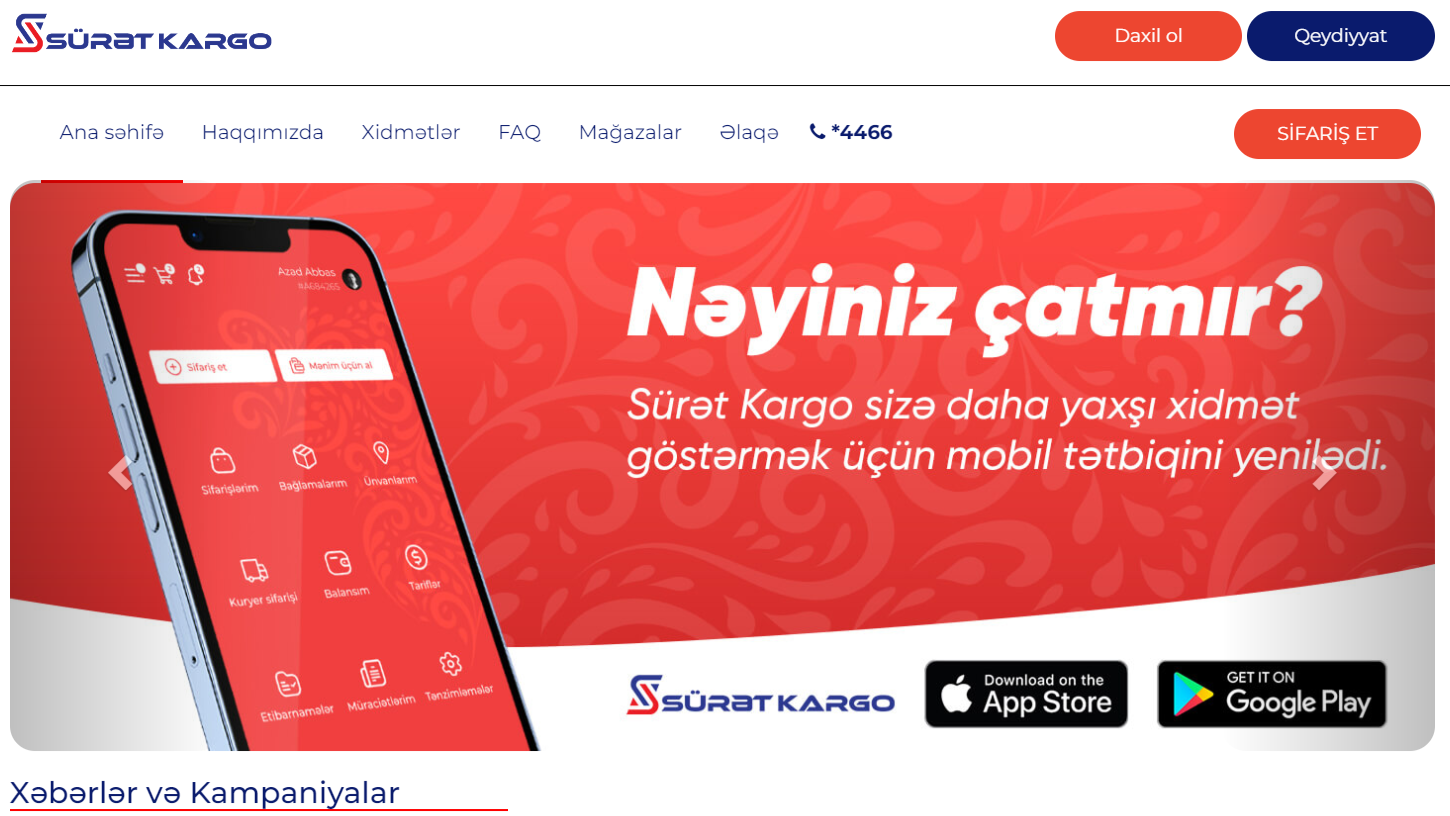 SÜRƏT KARGO
Daxil ol
Qeydiyyat
Ana səhifə
Haqqımızda
Xidmətlər
FAQ
Mağazalar
Əlaqə
*4466
SİFARİŞ ET
Azad Abbas
#A684265
Sifariş et
Mənim üçün al
Sifarişlərim
Bağlamalarım
Ünvanlarım
Kuryer sifarişi
Balansım
Tariflər
Etibarnamələr
Müraciətlərim
Tənzimləmələr
Nəyiniz çatmır?
Sürət Kargo sizə daha yaxşı xidmət
göstərmək üçün mobil tətbiqini yenilədi.
SÜRƏT KARGO
Download on the
App Store
GET IT ON
Google Play
Xəbərlər və Kampaniyalar